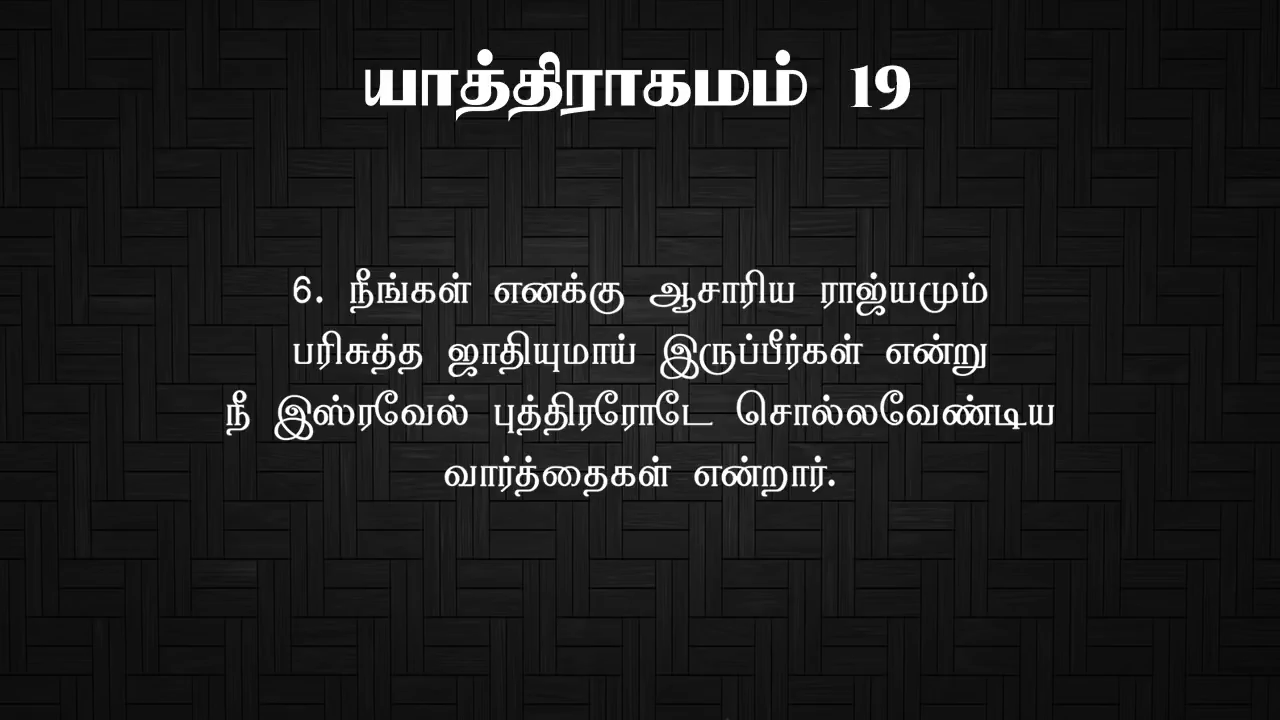 யாத்திராகமம் 19
6. நீங்கள் எனக்கு ஆசாரிய ராஜ்யமும்
பரிசுத்த ஜாதியுமாய் இருப்பீர்கள் என்று
நீ இஸ்ரவேல் புத்திரரோடே சொல்லவேண்டிய
வார்த்தைகள் என்றார்.